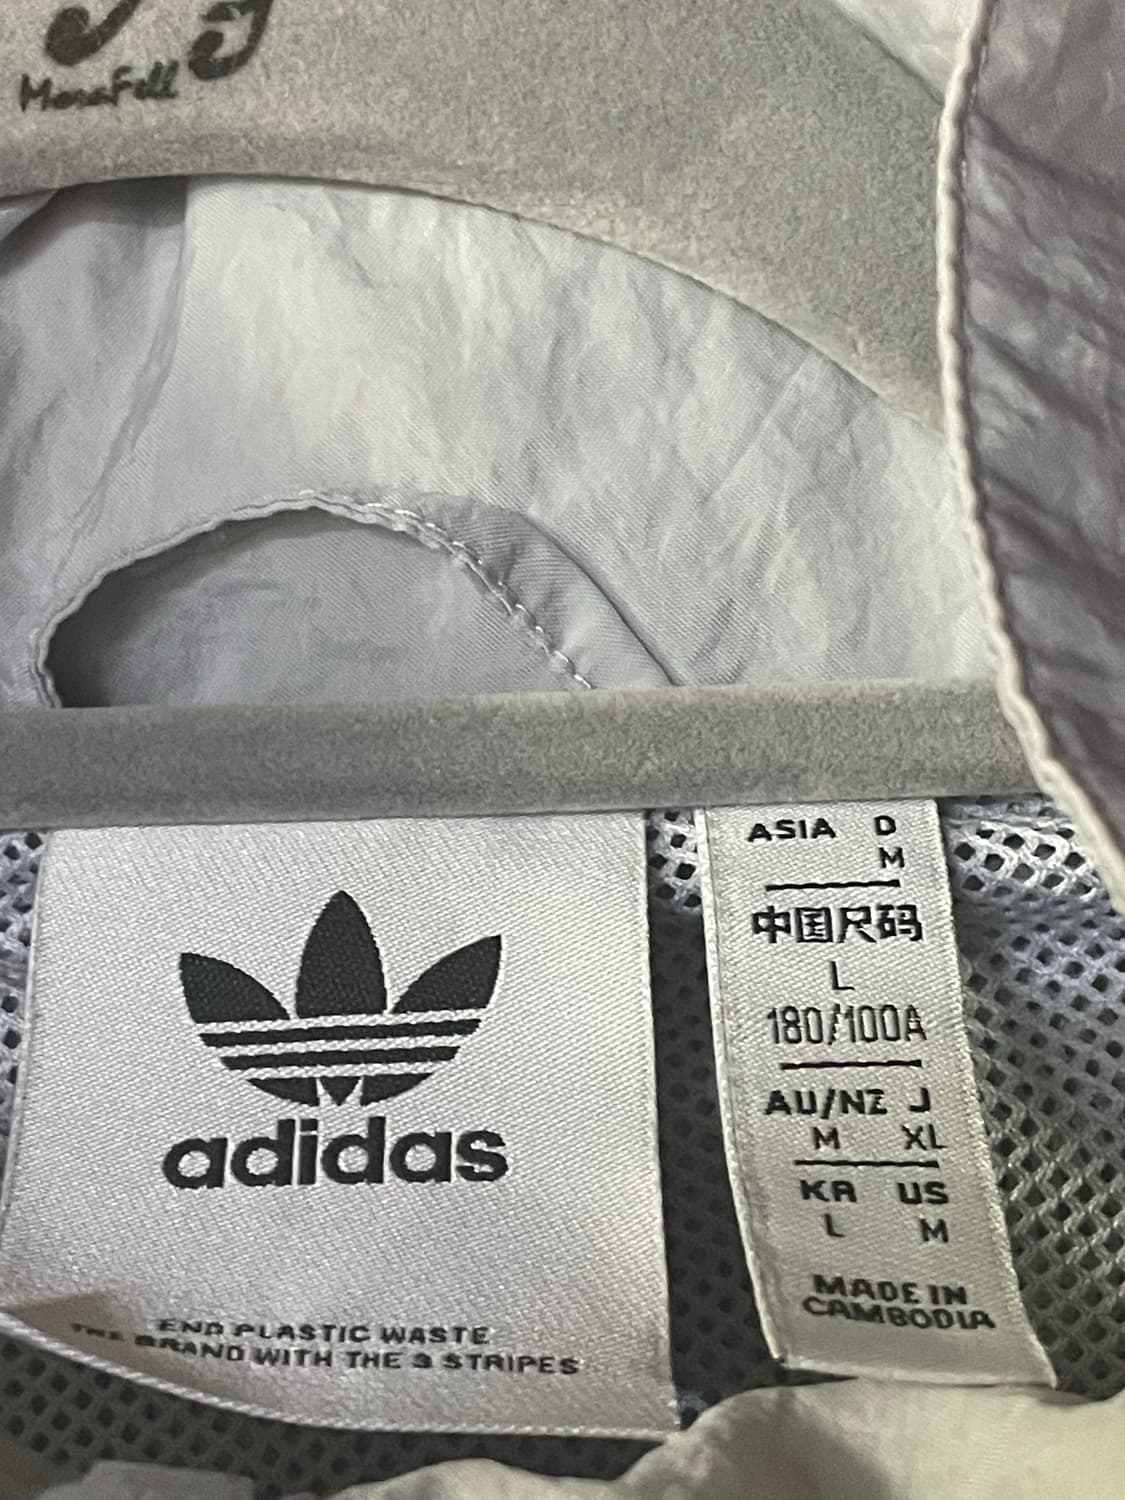 MonaFell
adidas
END PLASTIC WASTE
THE BRAND WITH THE 3 STRIPES
ASIA D
M
中国尺码
L
180/100A
AU/NZ J
M XL
KR US
L M
MADE IN
CAMBODIA